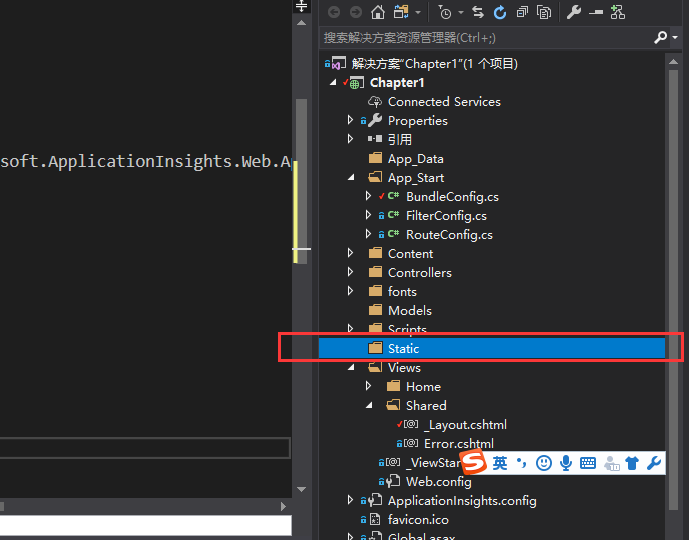 搜索解决方案资源管理器(Ctrl+;)
解决方案"Chapter1"(1 个项目)
Chapter1
Connected Services
Properties
引用
soft.ApplicationInsights.Web.A
App_Data
App_Start
C# BundleConfig.cs
C# FilterConfig.cs
C# RouteConfig.cs
Content
Controllers
fonts
Models
Scripts
Static
Views
Home
Shared
[@] _Layout.cshtml
[@] Error.cshtml
[@] _ViewStar
S 英
Web.config
ApplicationInsights.config
favicon.ico
Global.asax